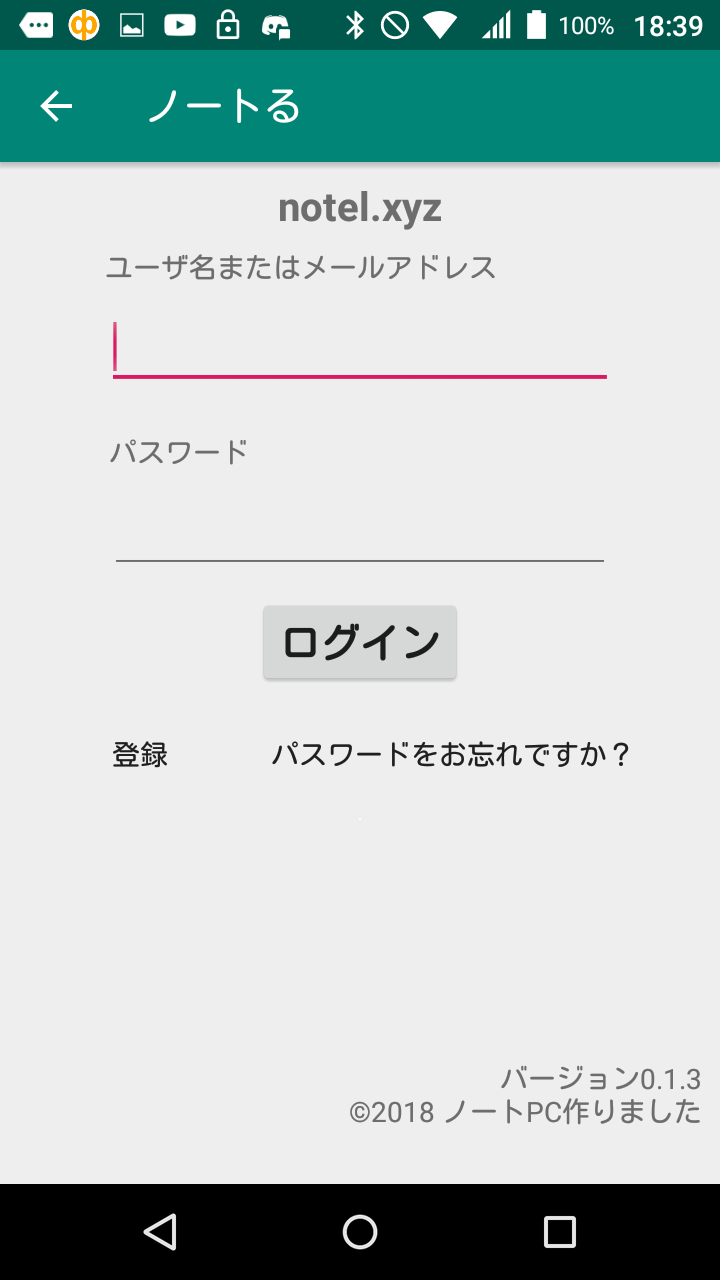 100% 18:39
ノートる
notel.xyz
ユーザ名またはメールアドレス
パスワード
ログイン
登録 パスワードをお忘れですか？
バージョン0.1.3
©2018 ノートPC作りました